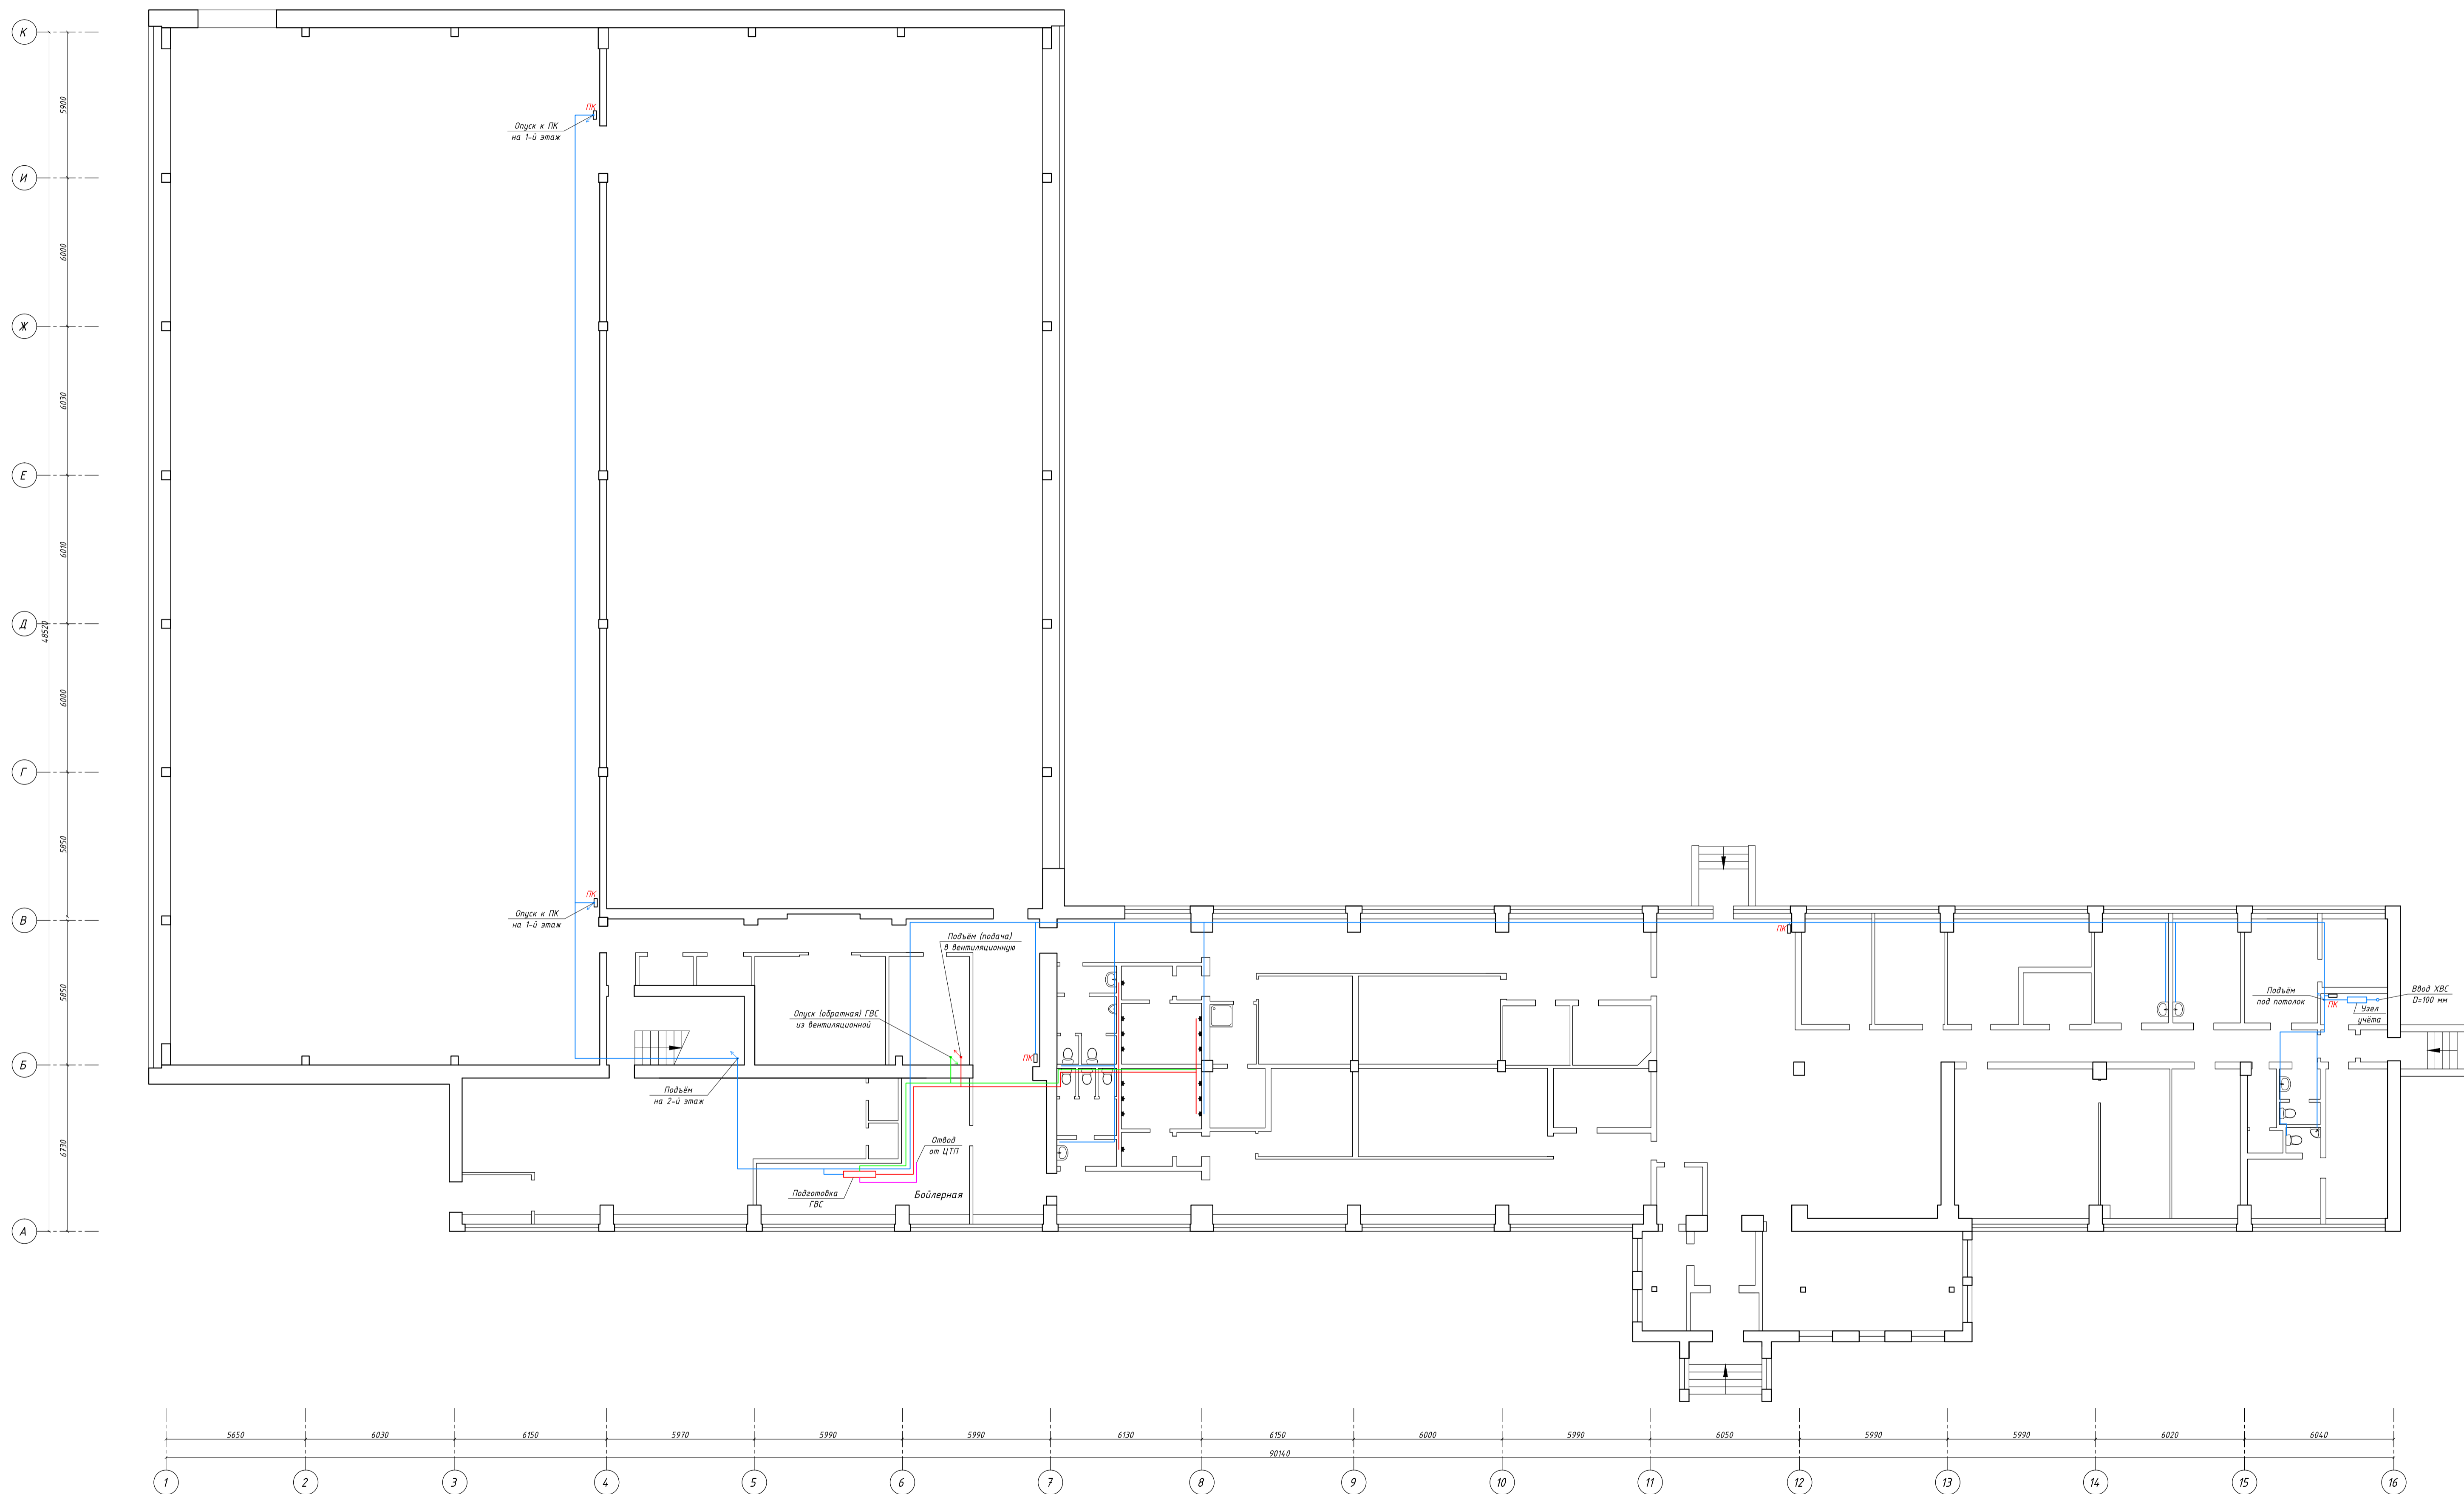 К
5900
ПК
Опуск к ПК
на 1-й этаж
И
6000
Ж
6030
Е
6010
Д
48520
6000
Г
5850
ПК
Опуск к ПК
на 1-й этаж
В
5850
Подъём (подача)
в вентиляционную
ПК
Опуск (обратная) ГВС
из вентиляционной
ПК
Подъём
под потолок
ПК
Узел
учёта
Ввод ХВС
D=100 мм
Б
Подъём
на 2-й этаж
6730
Отвод
от ЦТП
Подготовка
ГВС
Бойлерная
А
5650
6030
6150
5970
5990
5990
6130
6150
6000
5990
6050
5990
5990
6020
6040
90140
1
2
3
4
5
6
7
8
9
10
11
12
13
14
15
16